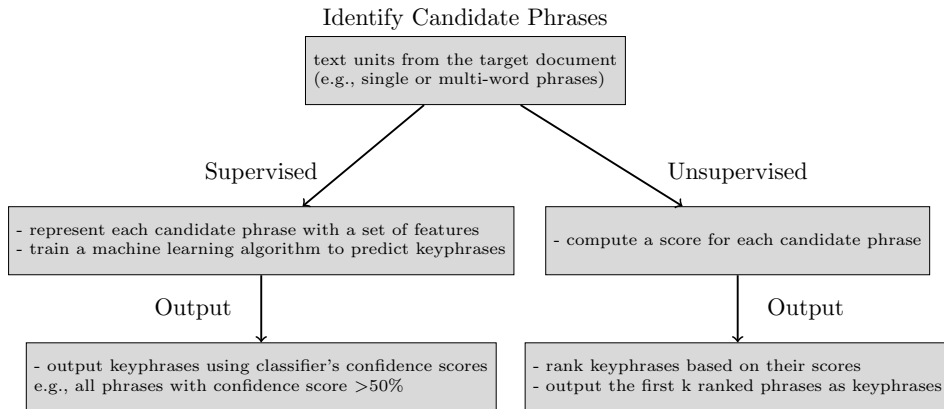 Identify Candidate Phrases
text units from the target document
(e.g., single or multi-word phrases)
Supervised
Unsupervised
- represent each candidate phrase with a set of features
- train a machine learning algorithm to predict keyphrases
- compute a score for each candidate phrase
Output
Output
- output keyphrases using classifier's confidence scores
e.g., all phrases with confidence score >50%
- rank keyphrases based on their scores
- output the first k ranked phrases as keyphrases